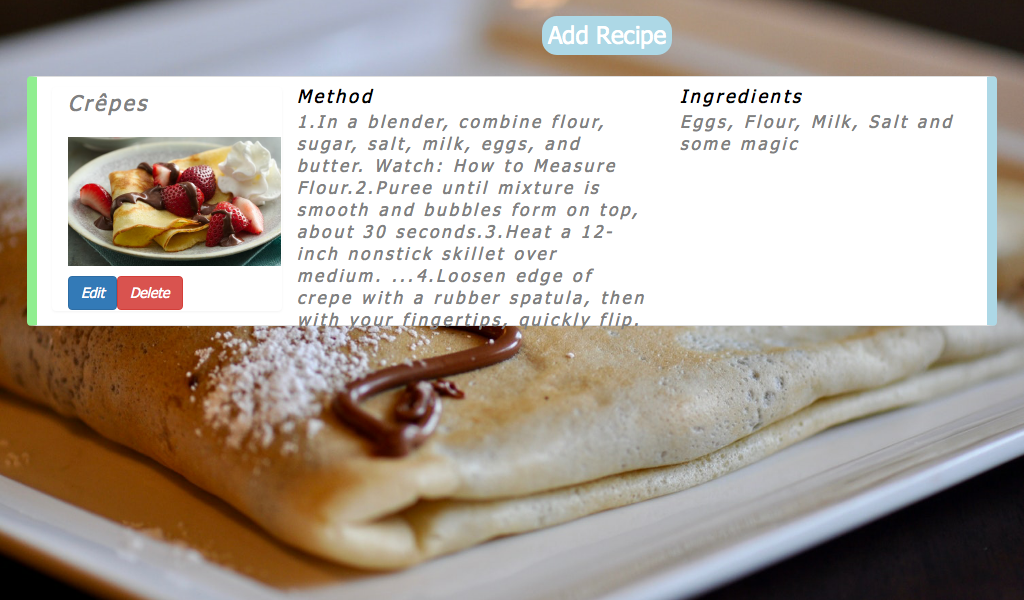 Add Recipe
Crêpes
Edit
Delete
Method
1.In a blender, combine flour,
sugar, salt, milk, eggs, and
butter. Watch: How to Measure
Flour.2.Puree until mixture is
smooth and bubbles form on top,
about 30 seconds.3.Heat a 12-
inch nonstick skillet over
medium. ...4.Loosen edge of
crepe with a rubber spatula, then
with your fingertips, quickly flip.
Ingredients
Eggs, Flour, Milk, Salt and
some magic